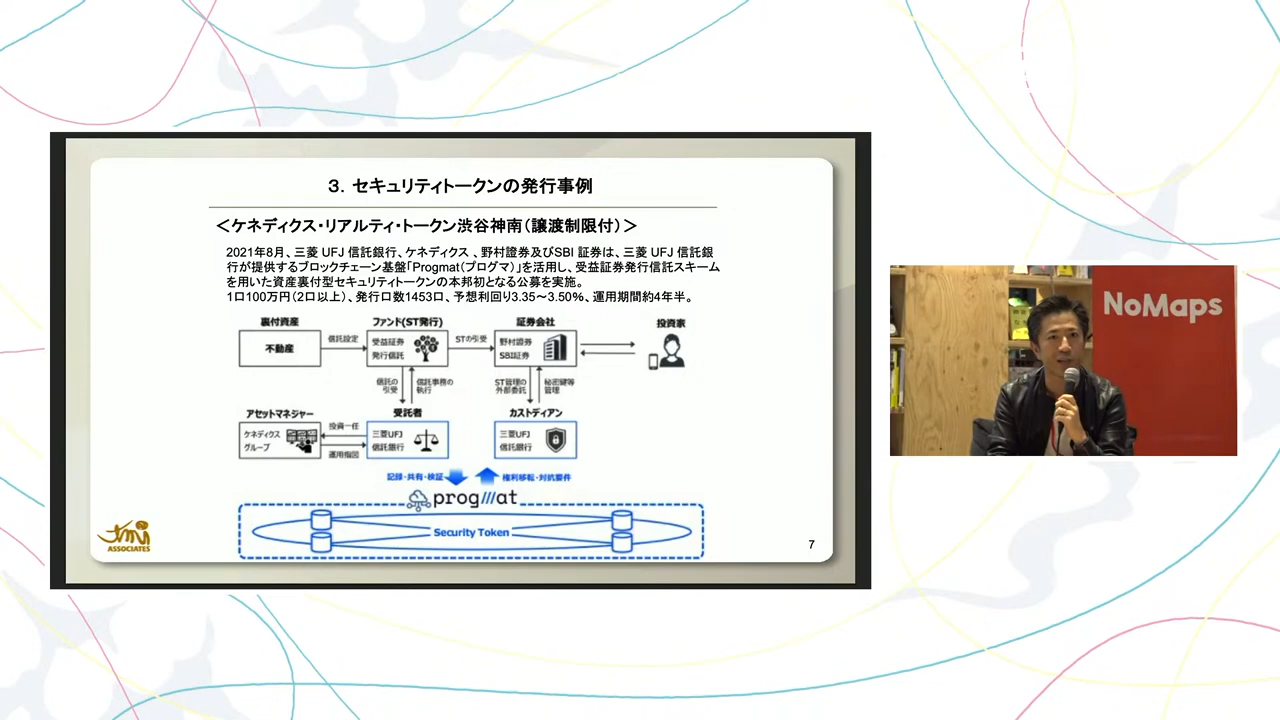 3．セキュリティトークンの発行事例
＜ケネディクス・リアルティ・トークン渋谷神南（譲渡制限付）＞
2021年8月、三菱 UFJ 信託銀行、ケネディクス 、野村證券及びSBI 証券は、三菱 UFJ 信託銀
行が提供するブロックチェーン基盤「Progmat（プログマ）」を活用し、受益証券発行信託スキーム
を用いた資産裏付型セキュリティトークンの本邦初となる公募を実施。
1口100万円（2口以上）、発行口数1453口、予想利回り3.35～3.50%、運用期間約4年半。
裏付資産
不動産
信託設定
ファンド(ST発行)
受益証券
発行信託
STの引受
証券会社
野村證券
SBI証券
投資家
信託の
引受
信託事務の
執行
ST管理の
外部委託
秘密鍵等
管理
アセットマネジャー
ケネディクス
グループ
投資一任
運用指図
受託者
三菱UFJ
信託銀行
カストディアン
三菱UFJ
信託銀行
記録・共有・検証
権利移転・対抗要件
progmat
Security Token
tmi
ASSOCIATES
7
NoMaps